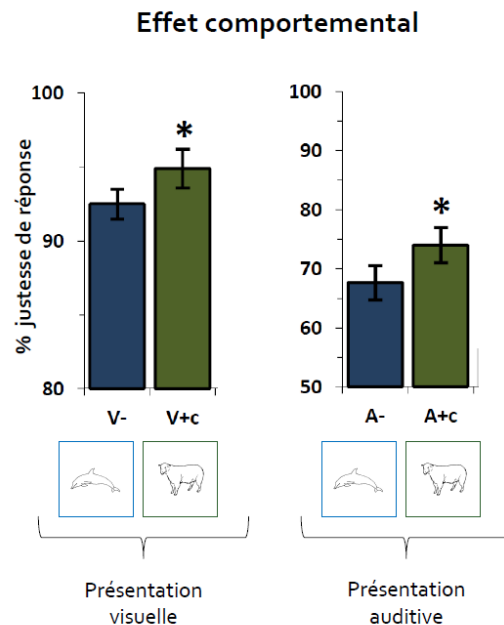 Effet comportemental
% justesse de réponse
100
90
80
*
V-
V+c
100
90
80
70
60
50
*
A-
A+c
Présentation
visuelle
Présentation
auditive